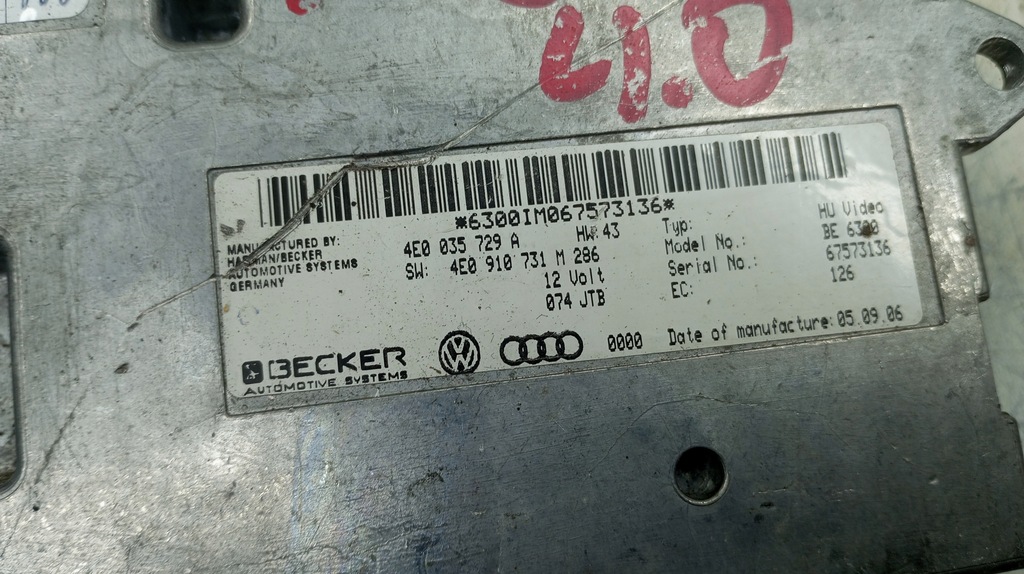 4.0
*6300IM067573136*
MANUFACTURED BY:
HARMAN/BECKER
AUTOMOTIVE SYSTEMS
GERMANY
4E0 035 729 A HW: 43
SW: 4E0 910 731 M 286
12 Volt
074 JTB
Typ: HU Video
Model No.: BE 6300
Serial No.: 67573136
EC: 126
BECKER
AUTOMOTIVE SYSTEMS
VW
0000 Date of manufacture: 05.09.06